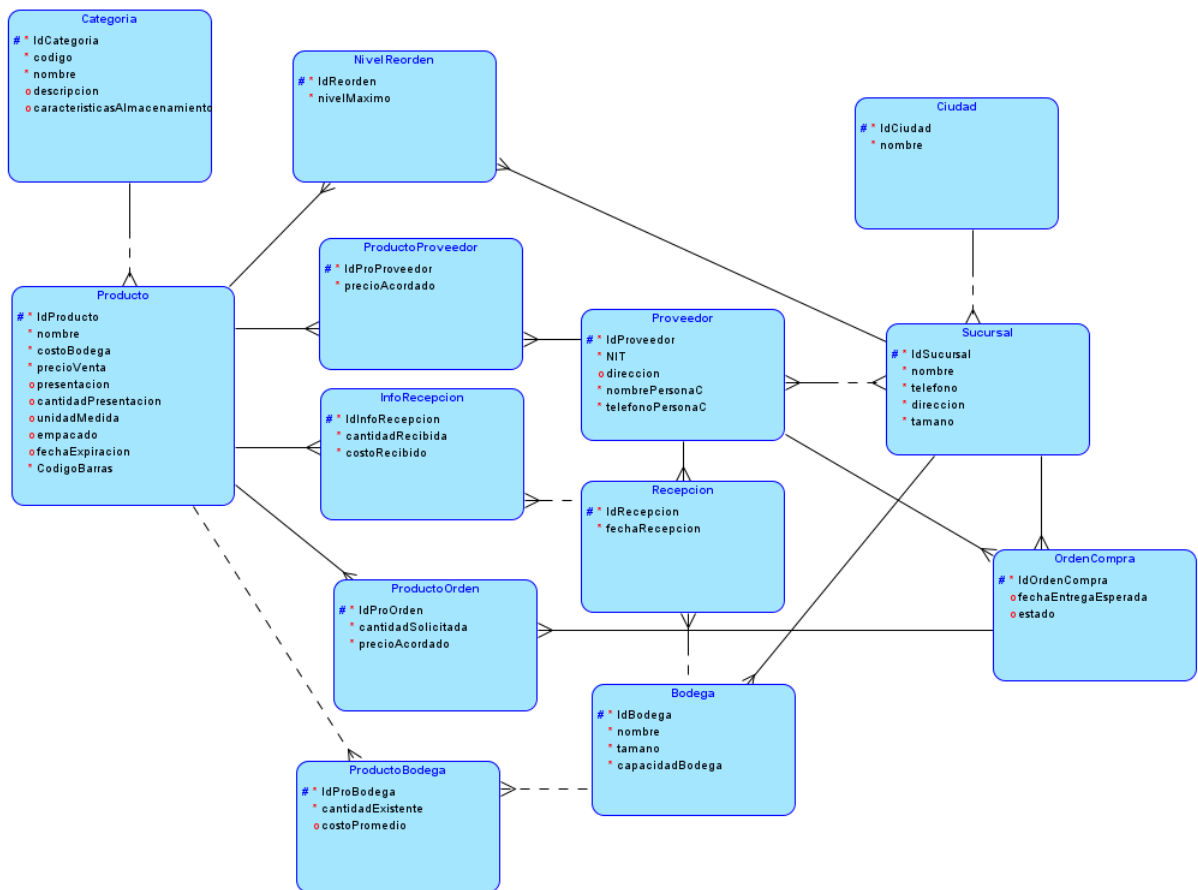 Categoria
# * IdCategoria
* codigo
* nombre
o descripcion
o caracteristicasAlmacenamiento
NivelReorden
# * IdReorden
* nivelMaximo
Ciudad
# * IdCiudad
* nombre
ProductoProveedor
# * IdProProveedor
* precioAcordado
Producto
# * IdProducto
* nombre
* costoBodega
* precioVenta
o presentacion
o cantidadPresentacion
o unidadMedida
o empacado
o fechaExpiracion
* CodigoBarras
Proveedor
# * IdProveedor
* NIT
o direccion
* nombrePersonaC
* telefonoPersonaC
Sucursal
# * IdSucursal
* nombre
* telefono
* direccion
* tamano
InfoRecepcion
# * IdInfoRecepcion
* cantidadRecibida
* costoRecibido
Recepcion
# * IdRecepcion
* fechaRecepcion
OrdenCompra
# * IdOrdenCompra
o fechaEntregaEsperada
o estado
ProductoOrden
# * IdProOrden
* cantidadSolicitada
* precioAcordado
Bodega
# * IdBodega
* nombre
* tamano
* capacidadBodega
ProductoBodega
# * IdProBodega
* cantidadExistente
o costoPromedio